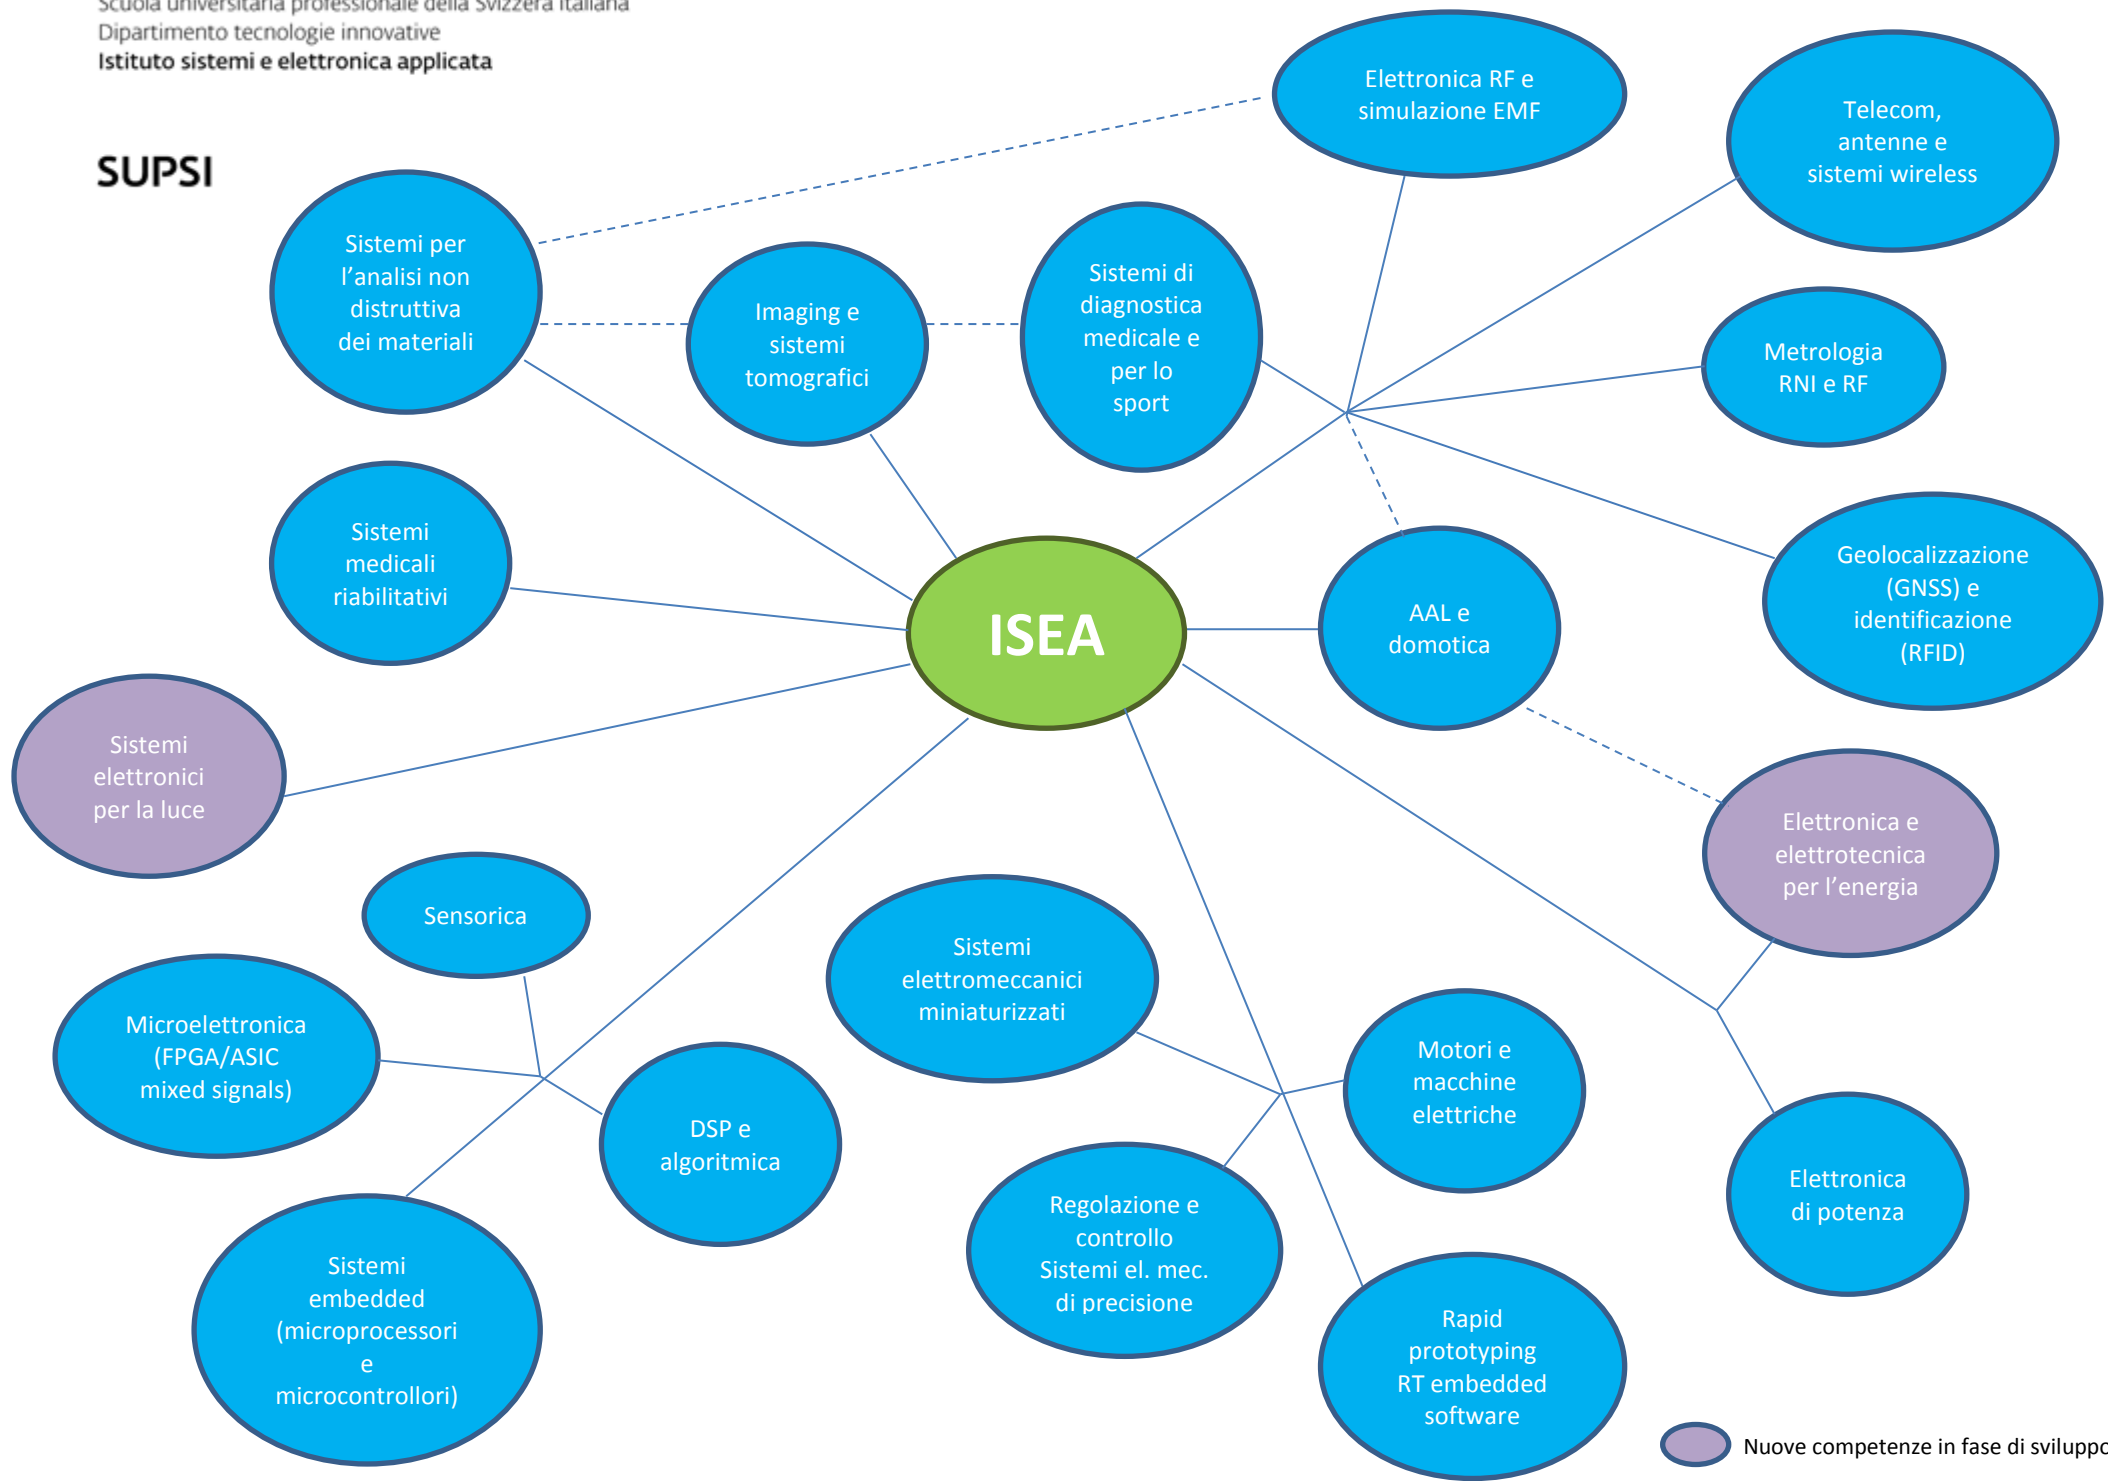 Scuola universitaria professionale della Svizzera italiana
Dipartimento tecnologie innovative
Istituto sistemi e elettronica applicata
SUPSI
Elettronica RF e
simulazione EMF
Telecom,
antenne e
sistemi wireless
Sistemi per
l'analisi non
distruttiva
dei materiali
Imaging e
sistemi
tomografici
Sistemi di
diagnostica
medicale e
per lo
sport
Metrologia
RNI e RF
Sistemi
medicali
riabilitativi
ISEA
AAL e
domotica
Geolocalizzazione
(GNSS) e
identificazione
(RFID)
Sistemi
elettronici
per la luce
Elettronica e
elettrotecnica
per l'energia
Sensorica
Sistemi
elettromeccanici
miniaturizzati
Microelettronica
(FPGA/ASIC
mixed signals)
Motori e
macchine
elettriche
DSP e
algoritmica
Elettronica
di potenza
Regolazione e
controllo
Sistemi el. mec.
di precisione
Sistemi
embedded
(microprocessori
e
microcontrollori)
Rapid
prototyping
RT embedded
software
Nuove competenze in fase di sviluppo